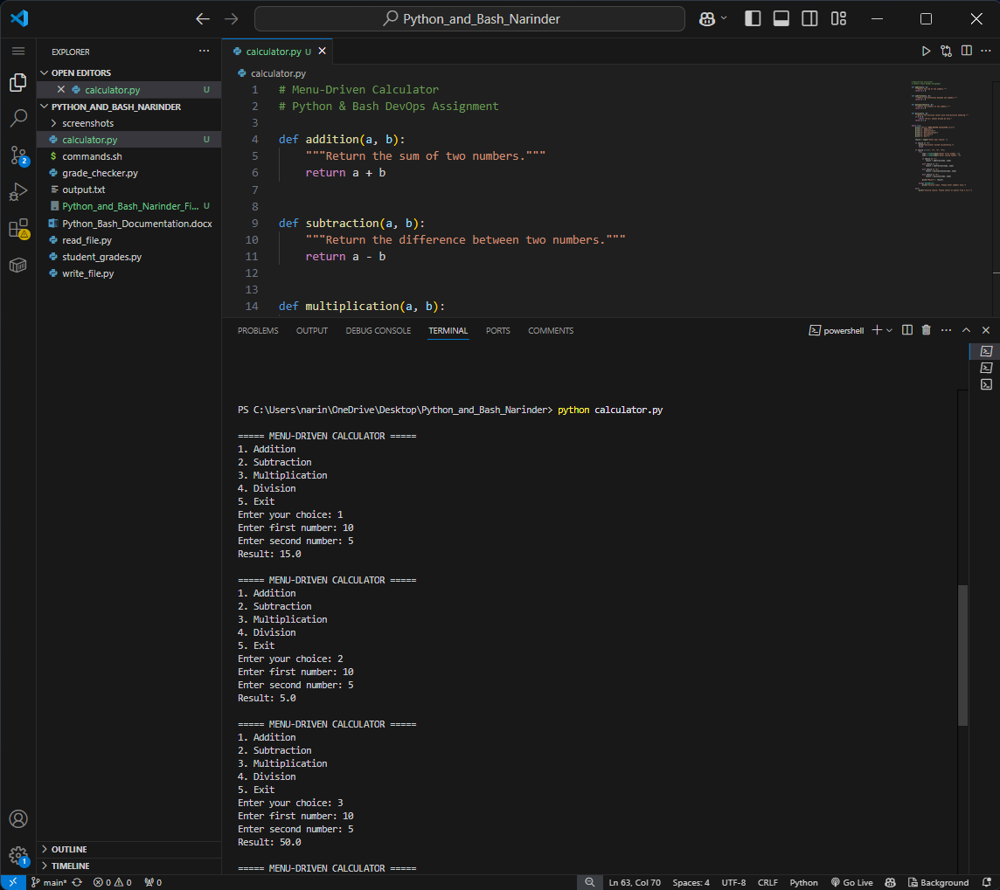 Python_and_Bash_Narinder
EXPLORER
OPEN EDITORS
calculator.py U
PYTHON_AND_BASH_NARINDER
screenshots
calculator.py U
$ commands.sh
grade_checker.py
output.txt
Python_and_Bash_Narinder_Fi... U
Python_Bash_Documentation.docx
read_file.py
student_grades.py
write_file.py
OUTLINE
TIMELINE
2
1
calculator.py U
calculator.py
1 # Menu-Driven Calculator
2 # Python & Bash DevOps Assignment
3
4 def addition(a, b):
5 """Return the sum of two numbers."""
6 return a + b
7
8
9 def subtraction(a, b):
10 """Return the difference between two numbers."""
11 return a - b
12
13
14 def multiplication(a, b):
PROBLEMS OUTPUT DEBUG CONSOLE TERMINAL PORTS COMMENTS
powershell
PS C:\Users\narin\OneDrive\Desktop\Python_and_Bash_Narinder> python calculator.py
===== MENU-DRIVEN CALCULATOR =====
1. Addition
2. Subtraction
3. Multiplication
4. Division
5. Exit
Enter your choice: 1
Enter first number: 10
Enter second number: 5
Result: 15.0
===== MENU-DRIVEN CALCULATOR =====
1. Addition
2. Subtraction
3. Multiplication
4. Division
5. Exit
Enter your choice: 2
Enter first number: 10
Enter second number: 5
Result: 5.0
===== MENU-DRIVEN CALCULATOR =====
1. Addition
2. Subtraction
3. Multiplication
4. Division
5. Exit
Enter your choice: 3
Enter first number: 10
Enter second number: 5
Result: 50.0
===== MENU-DRIVEN CALCULATOR =====
main* 0 0 0 Ln 63, Col 70 Spaces: 4 UTF-8 CRLF Python Go Live Background